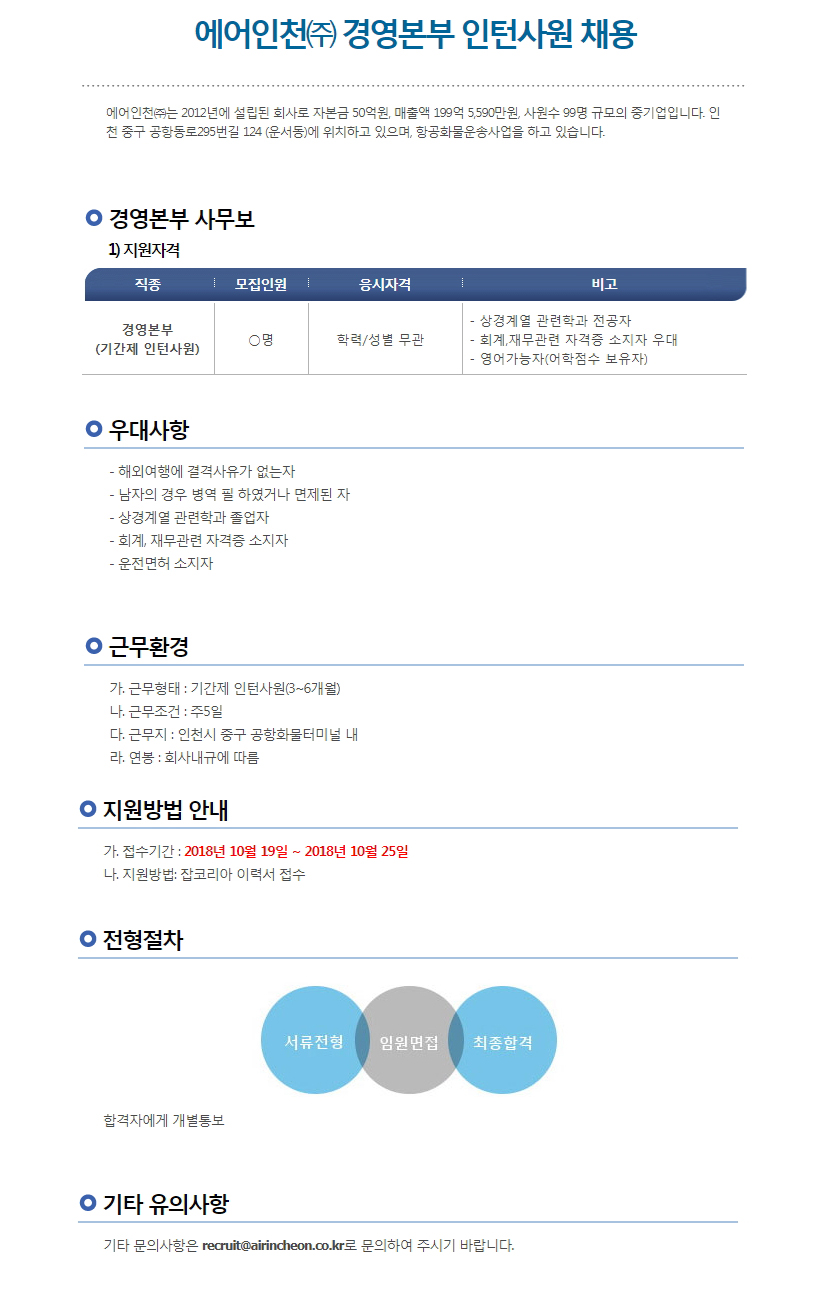 에어인천㈜ 경영본부 인턴사원 채용
에어인천㈜는 2012년에 설립된 회사로 자본금 50억원, 매출액 199억 5,590만원, 사원수 99명 규모의 중기업입니다. 인
천 중구 공항동로295번길 124 (운서동)에 위치하고 있으며, 항공화물운송사업을 하고 있습니다.
경영본부 사무보
1) 지원자격
직종 모집인원 응시자격 비고
경영본부
(기간제 인턴사원)
○명
학력/성별 무관
- 상경계열 관련학과 전공자
- 회계,재무관련 자격증 소지자 우대
- 영어가능자(어학점수 보유자)
우대사항
- 해외여행에 결격사유가 없는자
- 남자의 경우 병역 필 하였거나 면제된 자
- 상경계열 관련학과 졸업자
- 회계, 재무관련 자격증 소지자
- 운전면허 소지자
근무환경
가. 근무형태 : 기간제 인턴사원(3~6개월)
나. 근무조건 : 주5일
다. 근무지 : 인천시 중구 공항화물터미널 내
라. 연봉 : 회사내규에 따름
지원방법 안내
가. 접수기간 : 2018년 10월 19일 ~ 2018년 10월 25일
나. 지원방법: 잡코리아 이력서 접수
전형절차
서류전형 임원면접 최종합격
합격자에게 개별통보
기타 유의사항
기타 문의사항은 recruit@airincheon.co.kr로 문의하여 주시기 바랍니다.